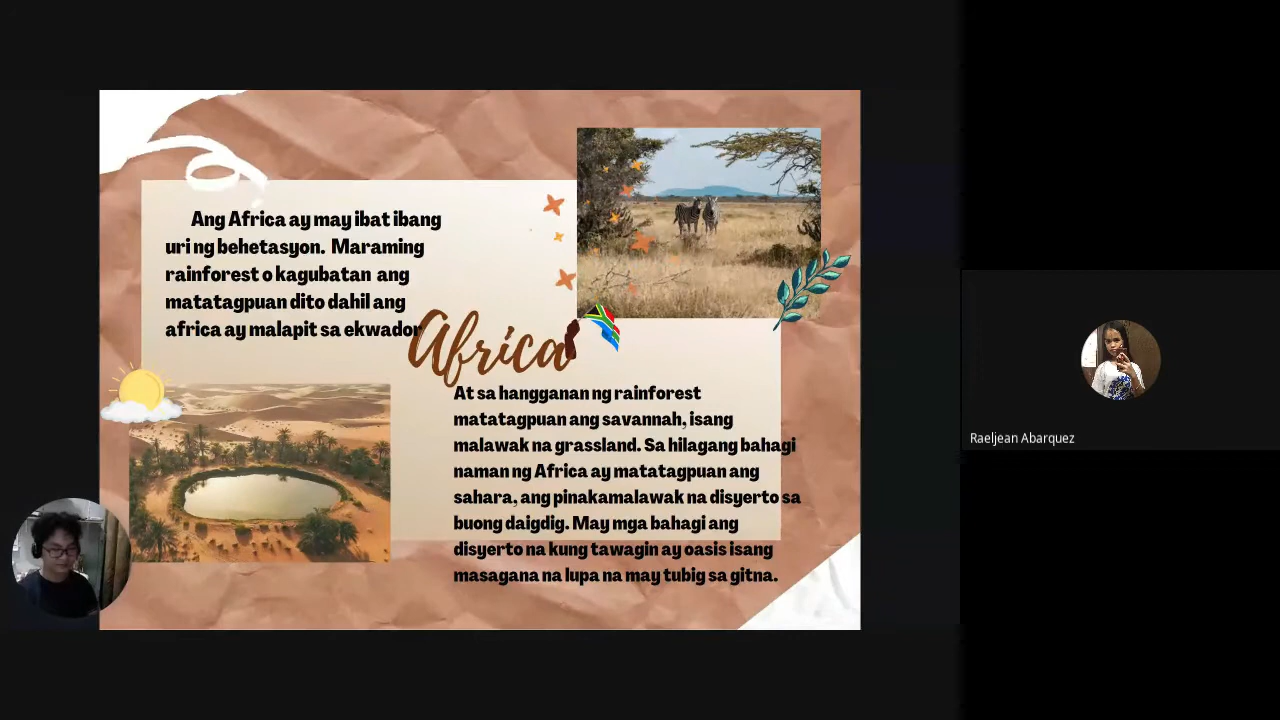 Ang Africa ay may ibat ibang
uri ng behetasyon. Maraming
rainforest o kagubatan ang
matatagpuan dito dahil ang
africa ay malapit sa ekwador
Africa
At sa hangganan ng rainforest
matatagpuan ang savannah, isang
malawak na grassland. Sa hilagang bahagi
naman ng Africa ay matatagpuan ang
sahara, ang pinakamalawak na disyerto sa
buong daigdig. May mga bahagi ang
disyerto na kung tawagin ay oasis isang
masagana na lupa na may tubig sa gitna.
Raeljean Abarquez